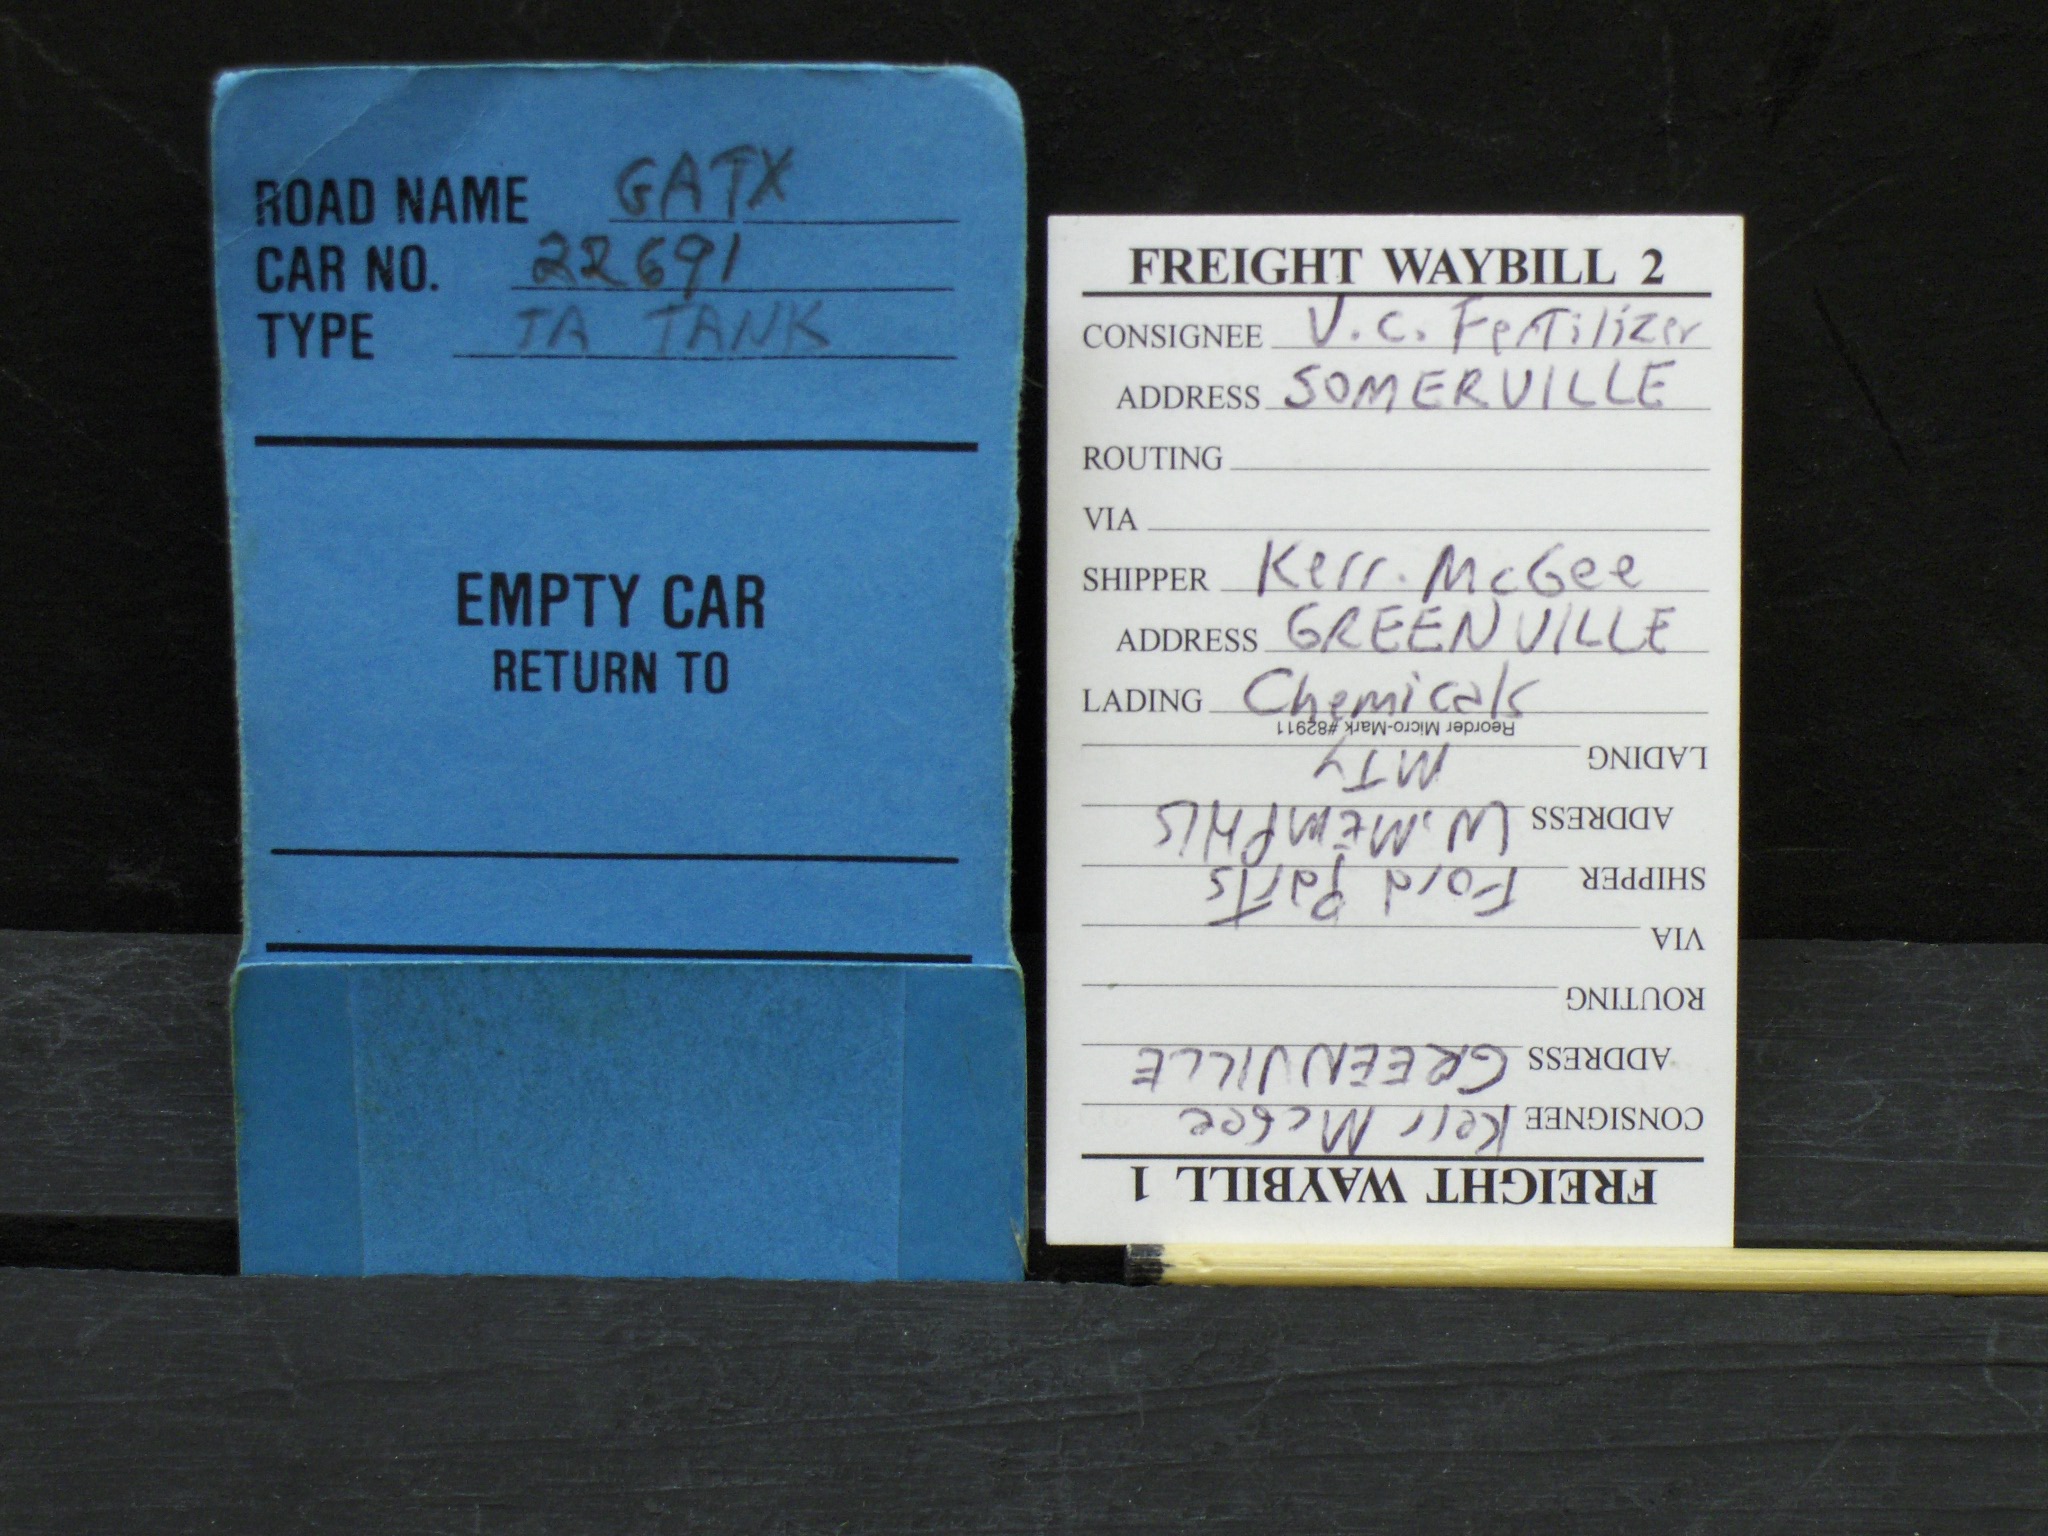 ROAD NAME GATX
CAR NO. 22691
TYPE TA TANK
EMPTY CAR
RETURN TO
FREIGHT WAYBILL 2
CONSIGNEE V.C. Fertilizer
ADDRESS SOMERVILLE
ROUTING
VIA
SHIPPER Kerr. McGee
ADDRESS GREENVILLE
LADING Chemicals
FREIGHT WAYBILL 1
CONSIGNEE Kerr McGee
ADDRESS GREENVILLE
ROUTING
VIA
SHIPPER Ford Parts
ADDRESS W. MEMPHIS
LADING MTY
Reorder Micro-Mark #82911